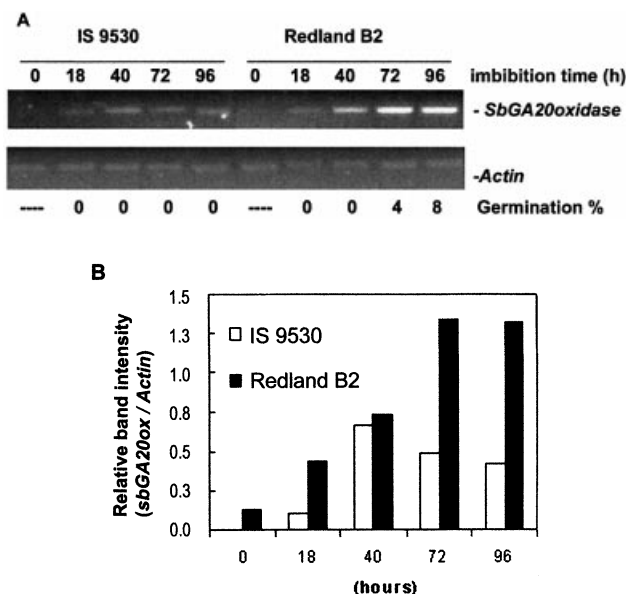 A
IS 9530 Redland B2
0 18 40 72 96 0 18 40 72 96 imbibition time (h)
- SbGA20oxidase
-Actin
---- 0 0 0 0 ---- 0 0 4 8 Germination %
B
1.5
1.3
1.0
0.8
0.5
0.3
0.0
Relative band intensity
(sbGA20ox / Actin)
IS 9530
Redland B2
0 18 40 72 96
(hours)